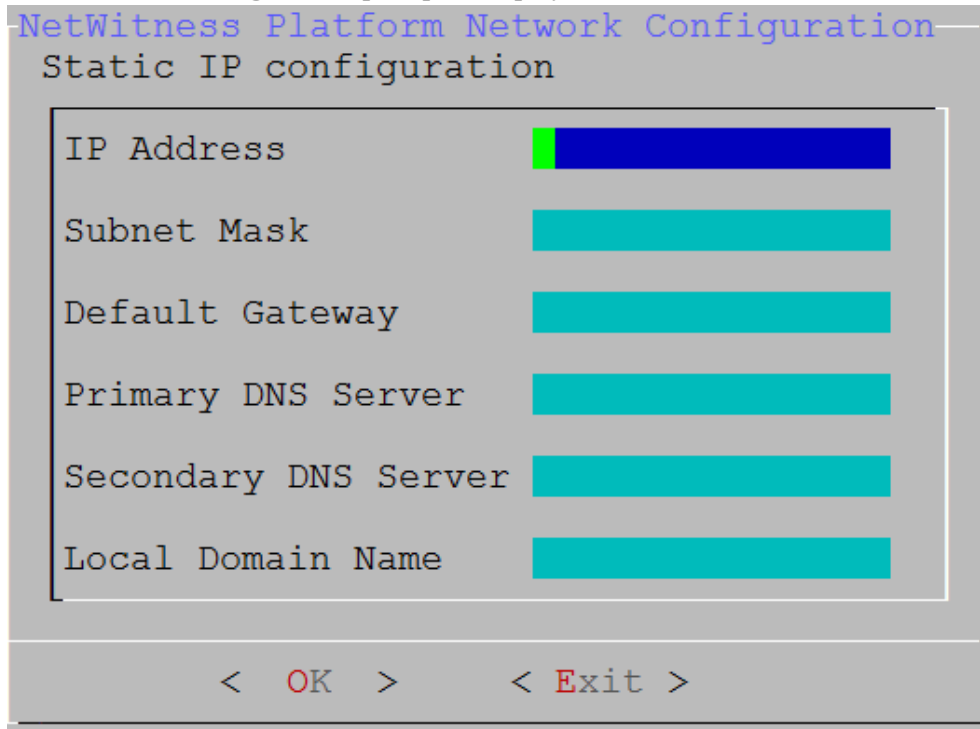 NetWitness Platform Network Configuration
Static IP configuration
IP Address
Subnet Mask
Default Gateway
Primary DNS Server
Secondary DNS Server
Local Domain Name
< OK > < Exit >